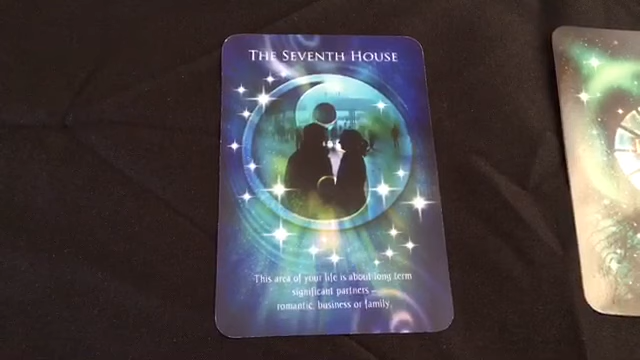 THE SEVENTH HOUSE
This area of your life is about long term
significant partners –
romantic, business or family.